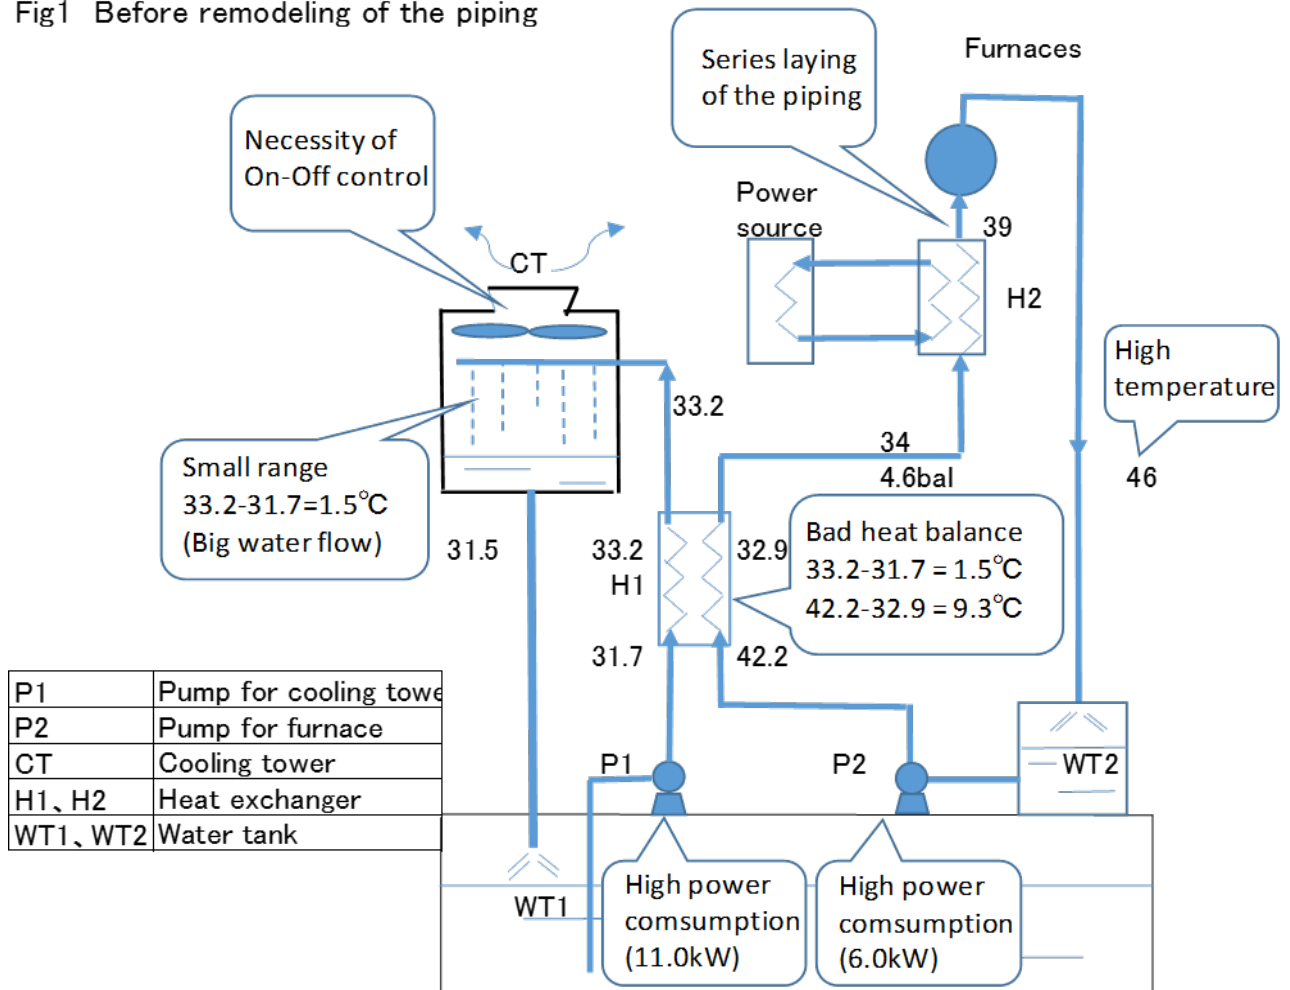 Fig1 Before remodeling of the piping
Series laying
of the piping
Furnaces
Necessity of
On-Off control
Power
source
39
CT
H2
High
temperature
33.2
34
4.6bal
46
Small range
33.2-31.7=1.5℃
(Big water flow)
31.5
33.2
H1
32.9
Bad heat balance
33.2-31.7 = 1.5℃
42.2-32.9 = 9.3℃
31.7
42.2
P1 Pump for cooling towe
P2 Pump for furnace
CT Cooling tower
H1、H2 Heat exchanger
WT1、WT2 Water tank
P1
P2
WT2
WT1
High power
comsumption
(11.0kW)
High power
comsumption
(6.0kW)